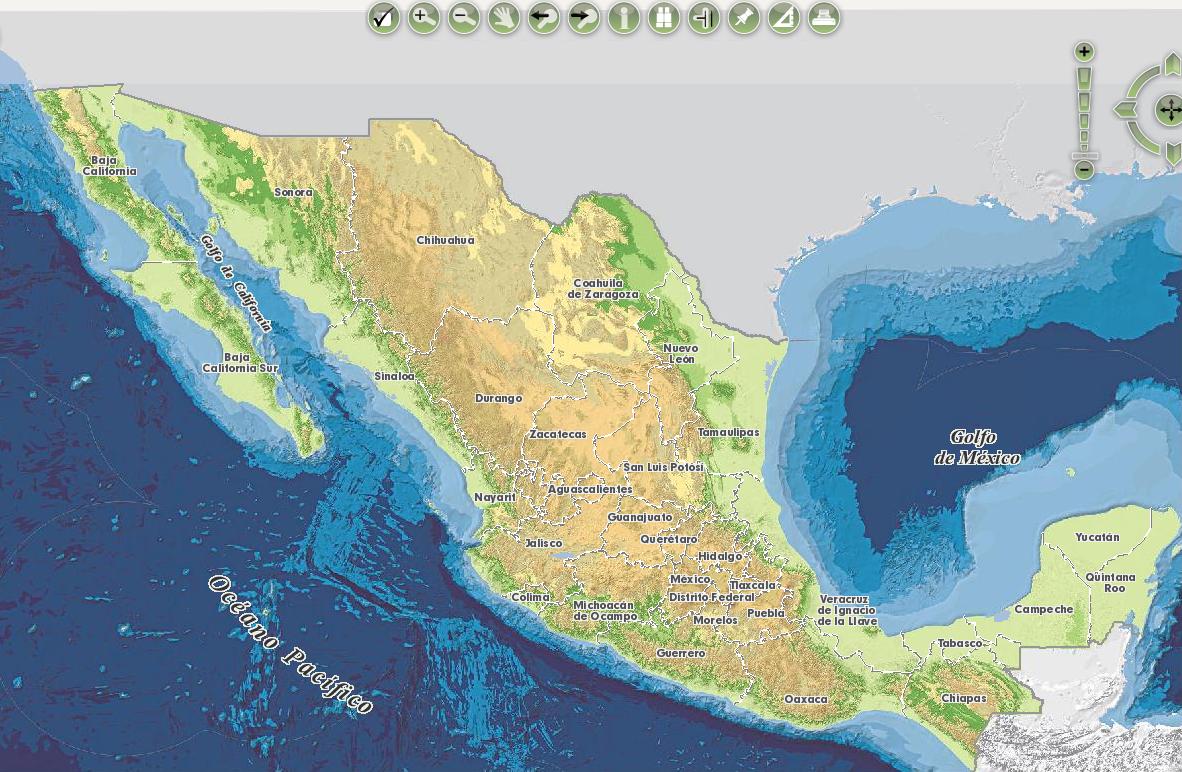 Baja
California
Sonora
Chihuahua
Golfo de California
Coahuila
de Zaragoza
Nuevo
León
Baja
California Sur
Sinaloa
Durango
Zacatecas
Tamaulipas
Golfo
de México
San Luis Potosí
Nayarit
Aguascalientes
Guanajuato
Jalisco
Querétaro
Yucatán
Hidalgo
Quintana
Roo
México
Tlaxcala
Distrito Federal
Colima
Michoacán
de Ocampo
Puebla
Morelos
Veracruz
de Ignacio
de la Llave
Campeche
Océano Pacífico
Guerrero
Tabasco
Oaxaca
Chiapas